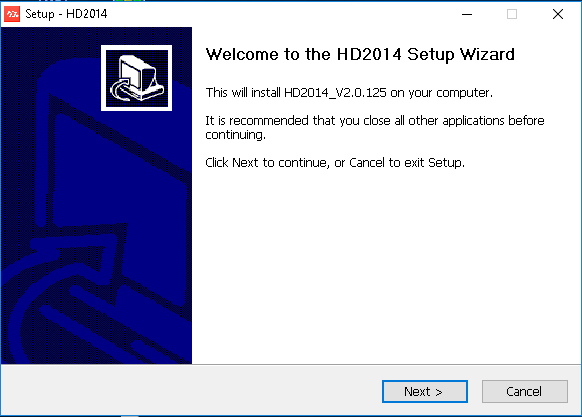 Setup - HD2014
Welcome to the HD2014 Setup Wizard
This will install HD2014_V2.0.125 on your computer.
It is recommended that you close all other applications before
continuing.
Click Next to continue, or Cancel to exit Setup.
Next >
Cancel